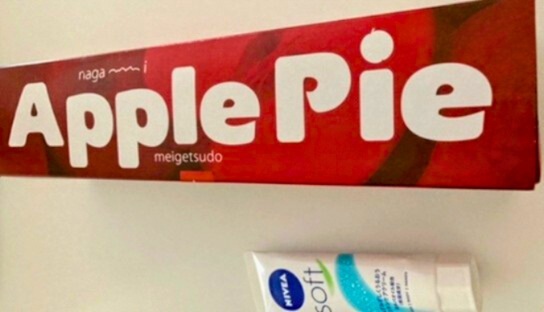 naga~i
Apple Pie
meigetsudo
NIVEA
soft